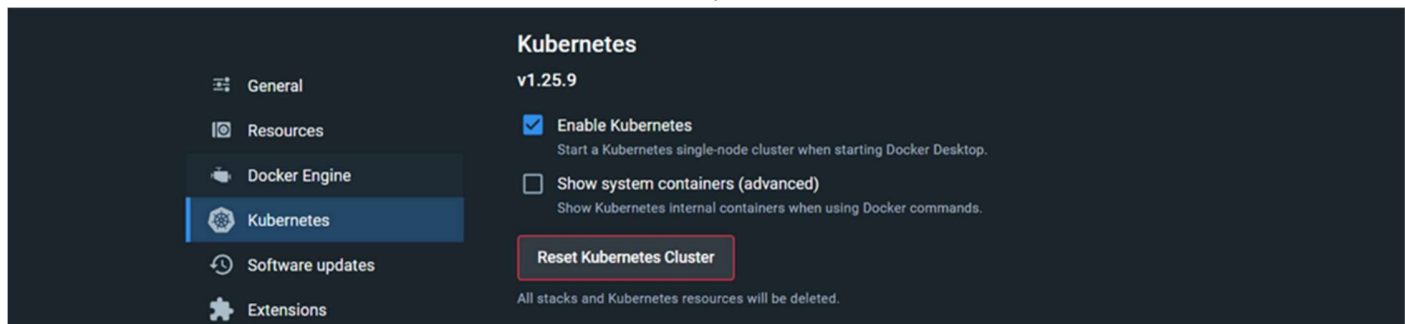 General
Resources
Docker Engine
Kubernetes
Software updates
Extensions
Kubernetes
v1.25.9
Enable Kubernetes
Start a Kubernetes single-node cluster when starting Docker Desktop.
Show system containers (advanced)
Show Kubernetes internal containers when using Docker commands.
Reset Kubernetes Cluster
All stacks and Kubernetes resources will be deleted.